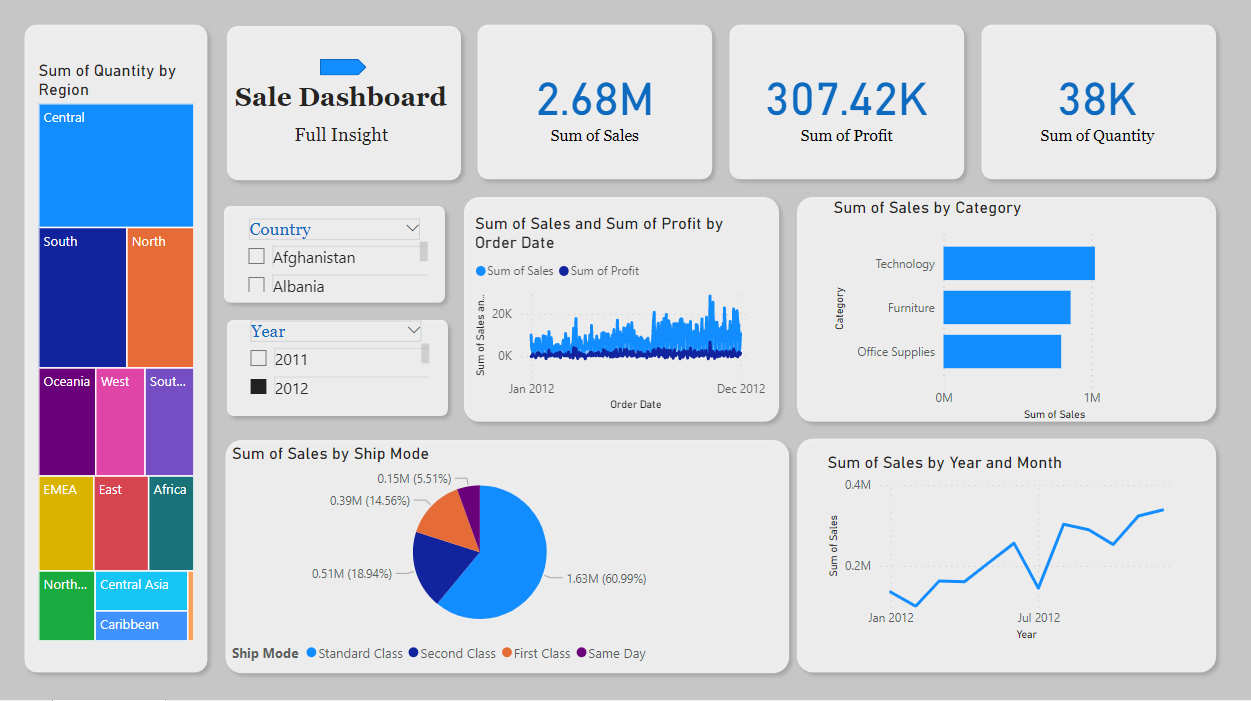 Sum of Quantity by
Region
Central
South
North
Oceania
West
Sout...
EMEA
East
Africa
North...
Central Asia
Caribbean
Sale Dashboard
Full Insight
2.68M
Sum of Sales
307.42K
Sum of Profit
38K
Sum of Quantity
Country
Afghanistan
Albania
Year
2011
2012
Sum of Sales and Sum of Profit by
Order Date
Sum of Sales
Sum of Profit
Sum of Sales an...
20K
0K
Jan 2012
Dec 2012
Order Date
Sum of Sales by Category
Category
Technology
Furniture
Office Supplies
0M
1M
Sum of Sales
Sum of Sales by Ship Mode
0.15M (5.51%)
0.39M (14.56%)
0.51M (18.94%)
1.63M (60.99%)
Ship Mode
Standard Class
Second Class
First Class
Same Day
Sum of Sales by Year and Month
Sum of Sales
0.4M
0.2M
Jan 2012
Jul 2012
Year